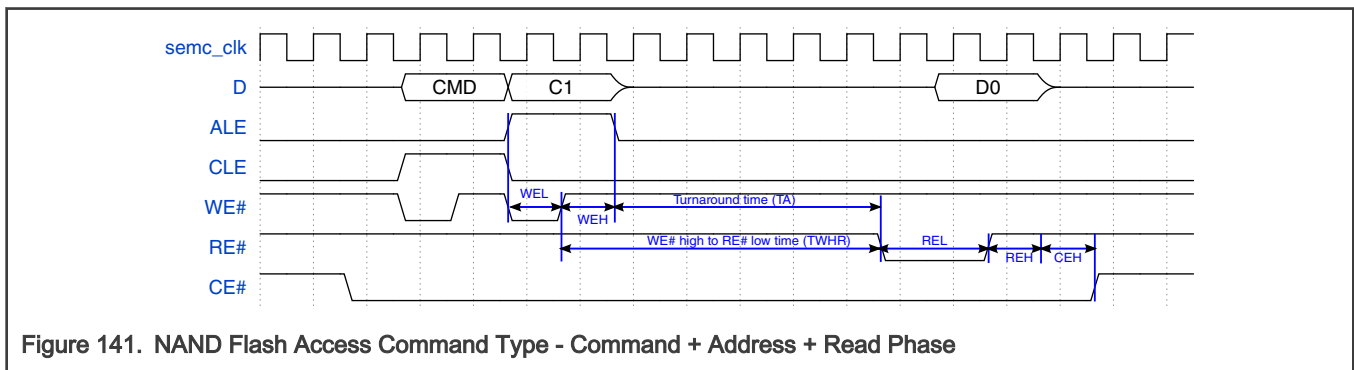 semc_clk
D
CMD
C1
D0
ALE
CLE
WE#
WEL
WEH
Turnaround time (TA)
RE#
WE# high to RE# low time (TWHR)
REL
REH
CEH
CE#
Figure 141. NAND Flash Access Command Type - Command + Address + Read Phase